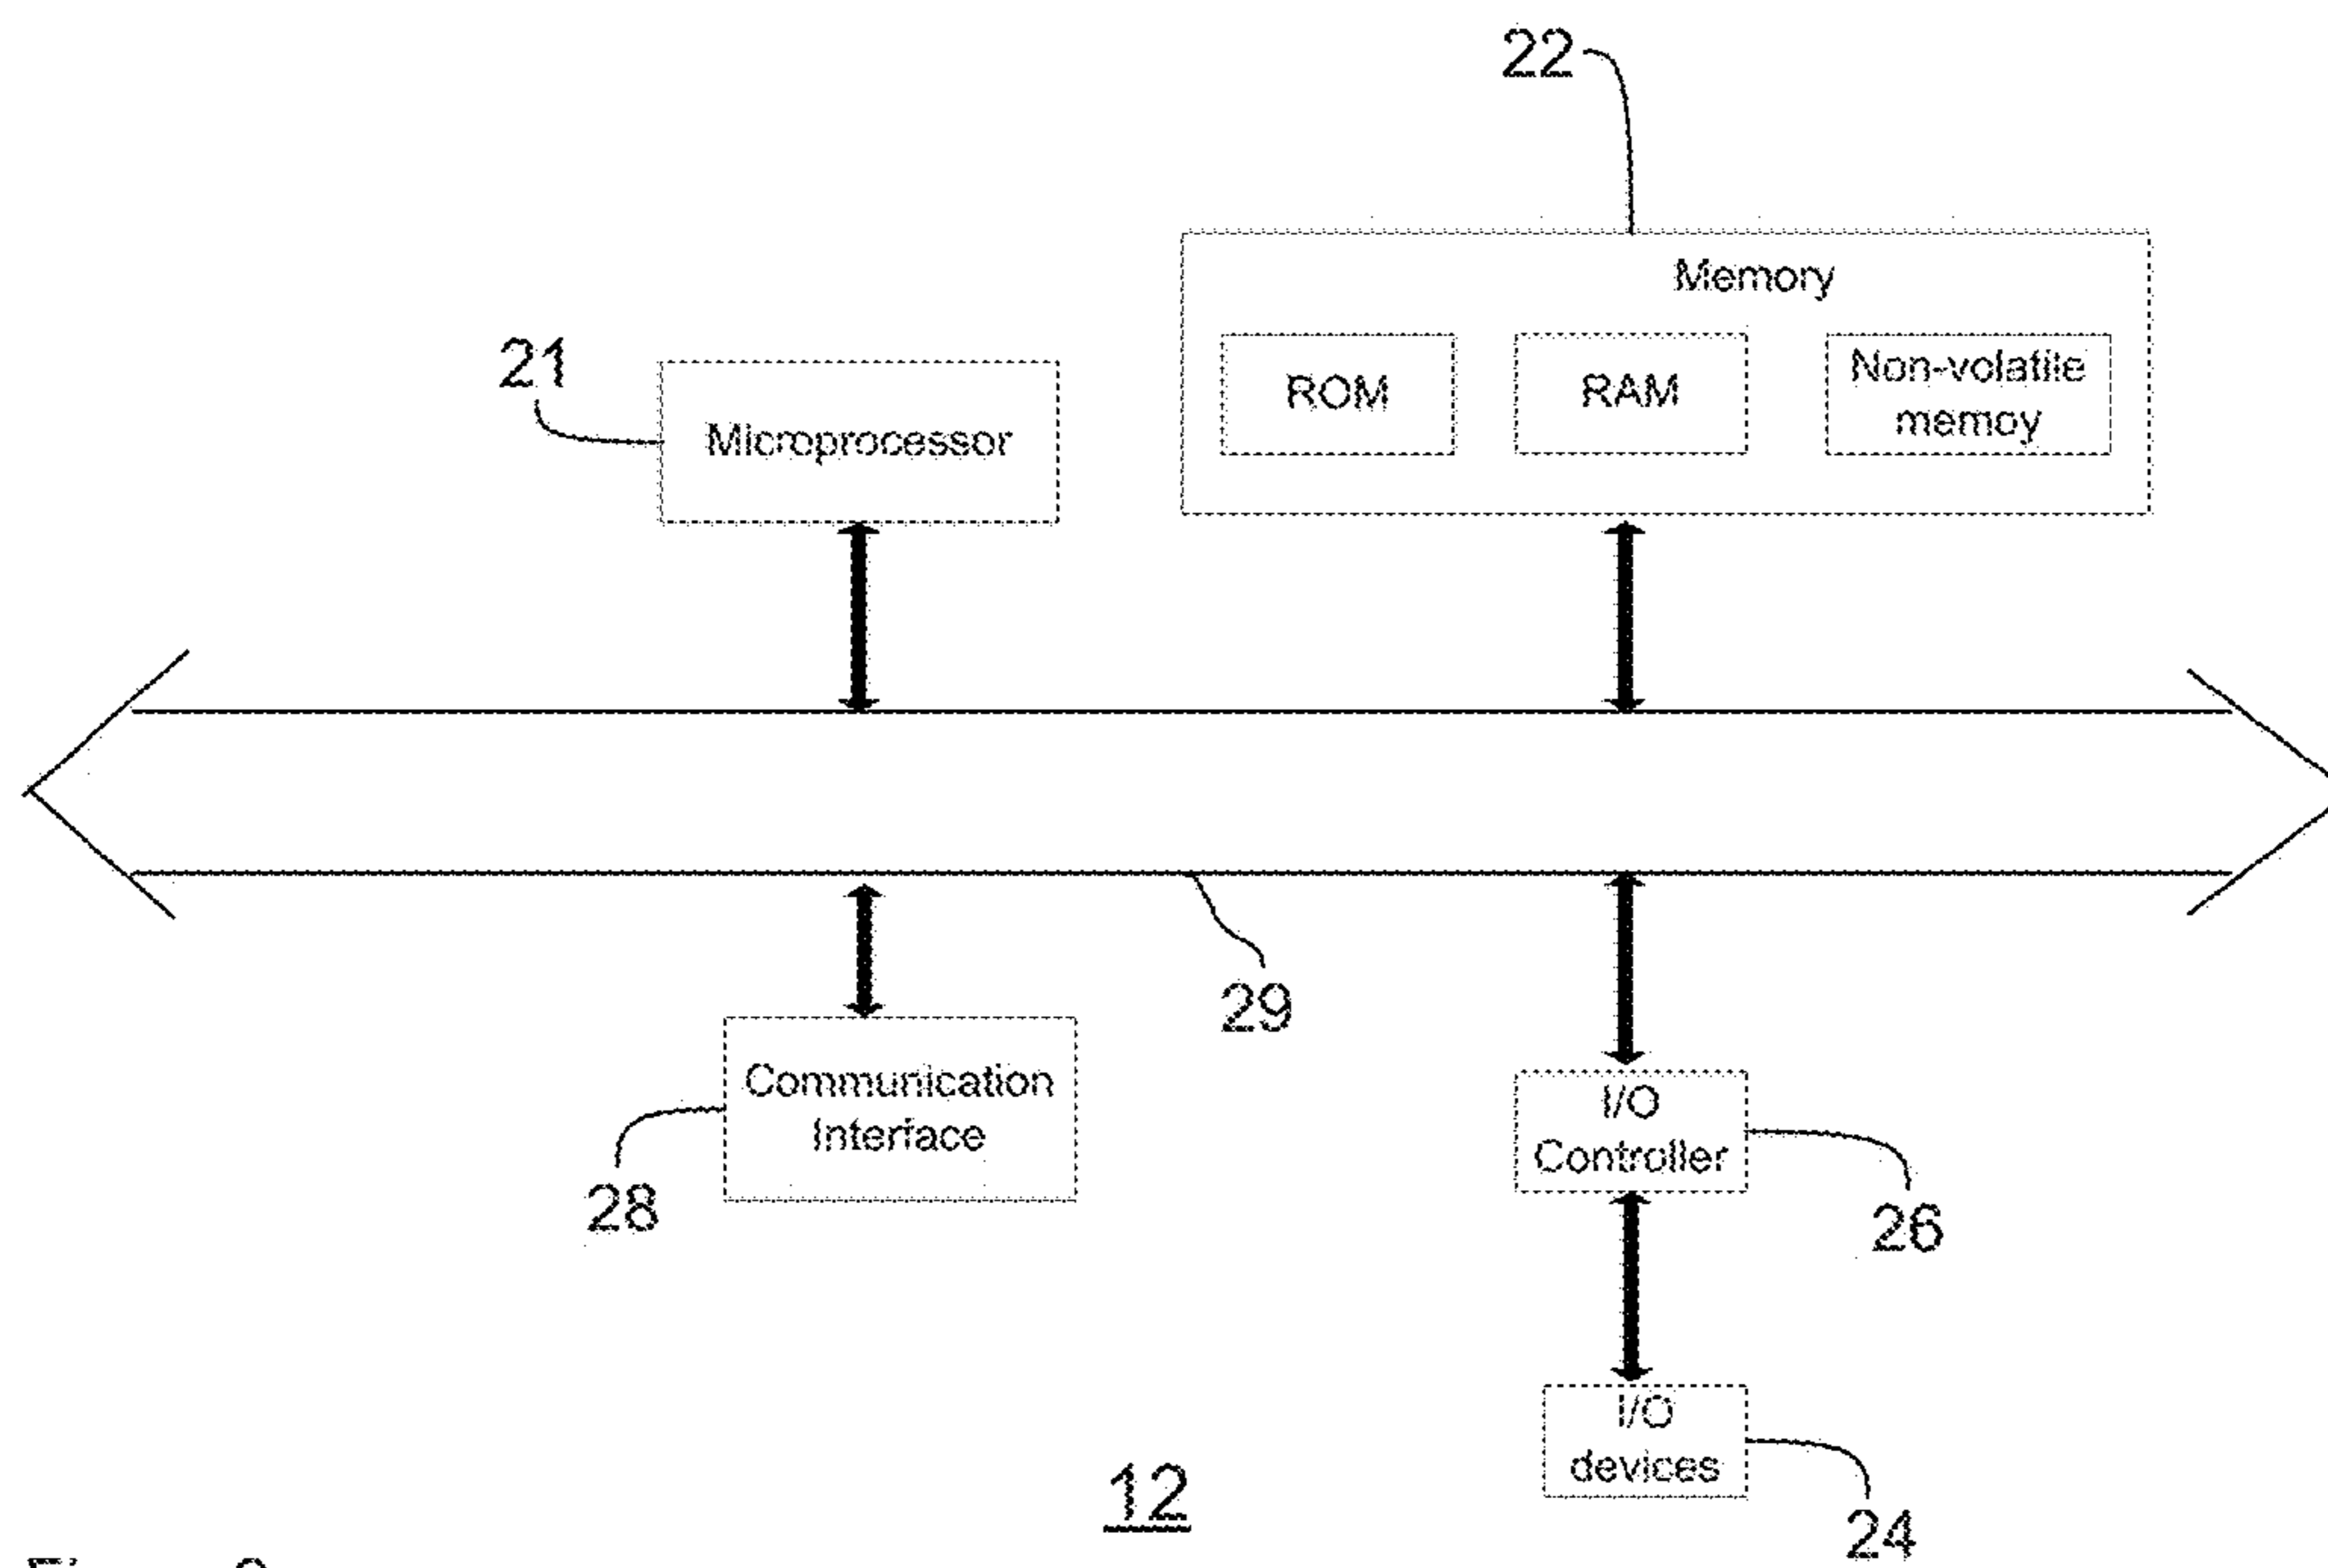 22
Memory
21
Microprocessor
ROM
RAM
Non-volatile
memoy
29
Communication
Interface
28
I/O
Controller
26
I/O
devices
24
12